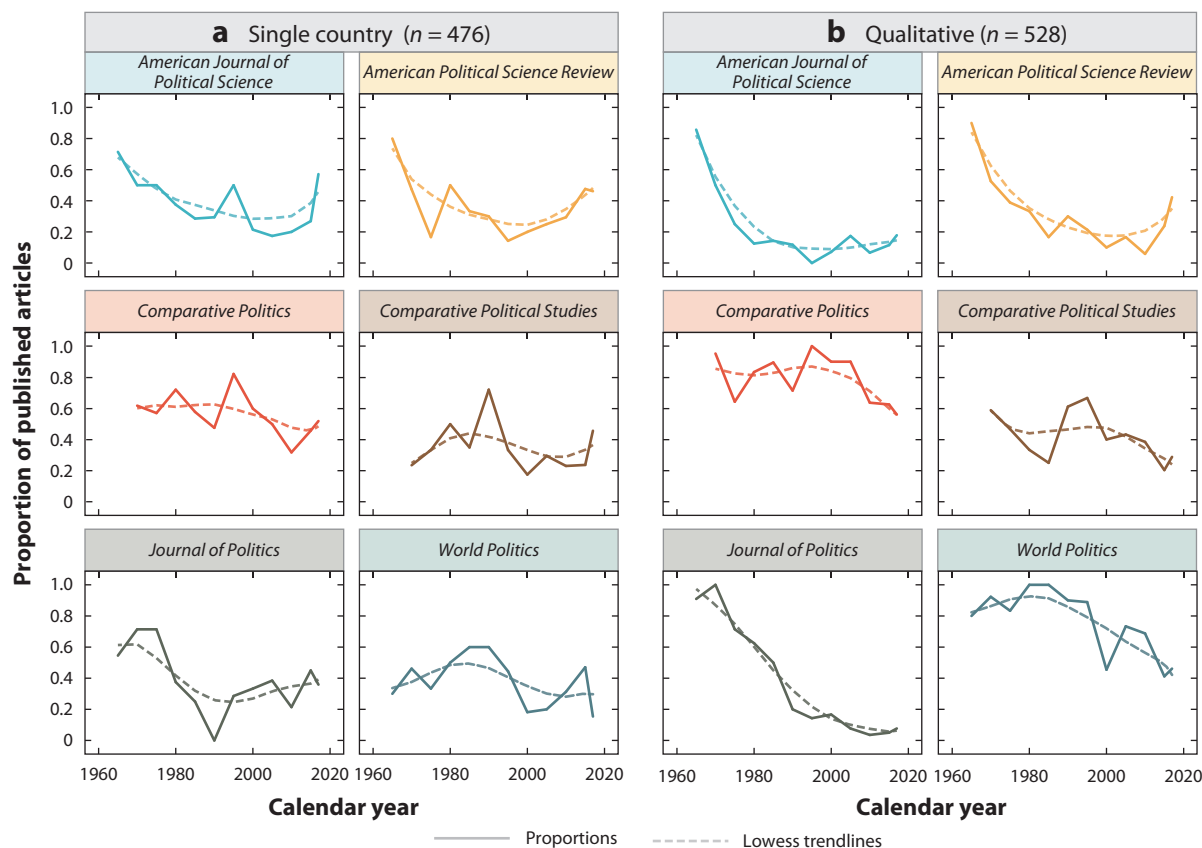 a Single country (n = 476)
b Qualitative (n = 528)
American Journal of
Political Science
American Political Science Review
American Journal of
Political Science
American Political Science Review
1.0
0.8
0.6
0.4
0.2
0
Comparative Politics
Comparative Political Studies
Comparative Politics
Comparative Political Studies
1.0
0.8
0.6
0.4
0.2
0
Journal of Politics
World Politics
Journal of Politics
World Politics
1.0
0.8
0.6
0.4
0.2
0
Proportion of published articles
1960 1980 2000 2020
1960 1980 2000 2020
1960 1980 2000 2020
1960 1980 2000 2020
Calendar year
Calendar year
Proportions
Lowess trendlines